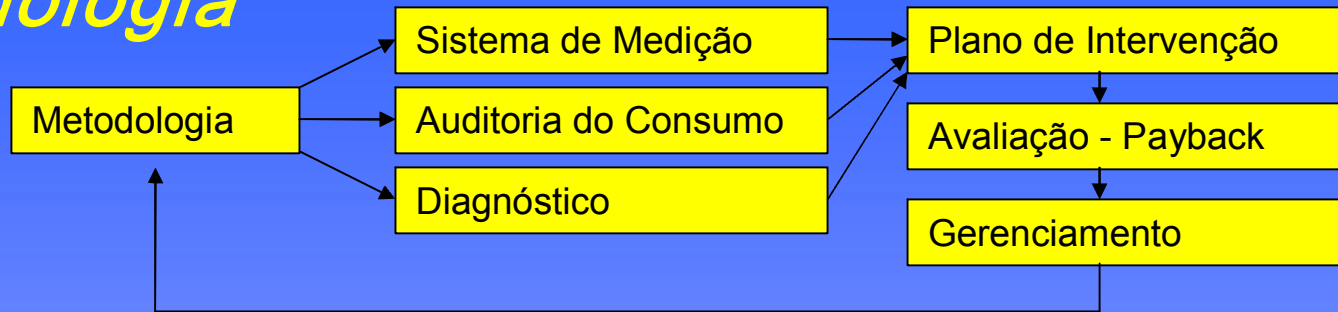 Metodologia
Sistema de Medição
Auditoria do Consumo
Diagnóstico
Plano de Intervenção
Avaliação - Payback
Gerenciamento